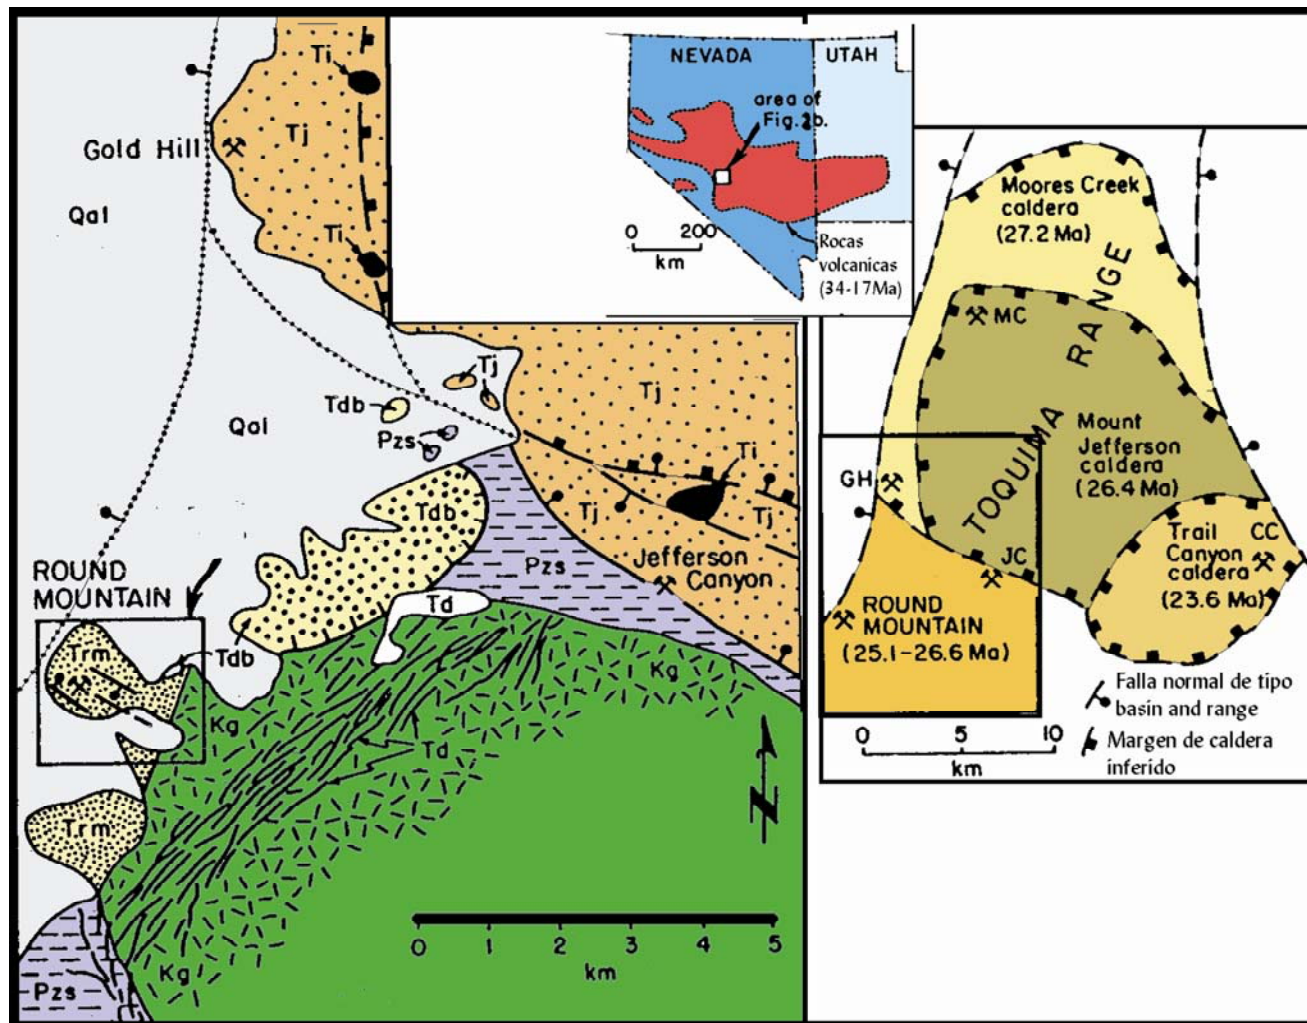 Ti
Tj
Gold Hill
Qal
Ti
Tj
Tj
Tdb
Qal
Pzs
Ti
Tj
Tdb
Tj
Tj
Pzs
Jefferson
Canyon
ROUND
MOUNTAIN
Td
Trm
Tdb
Kg
Kg
Td
Trm
N
0 1 2 3 4 5
km
Kg
Pzs
NEVADA
UTAH
area of
Fig.2b.
0 200
km
Rocas
volcanicas
(34-17Ma)
Moores Creek
caldera
(27.2 Ma)
TOQUIMA RANGE
MC
Mount
Jefferson
caldera
(26.4 Ma)
GH
JC
Trail
Canyon
caldera
(23.6 Ma)
CC
ROUND
MOUNTAIN
(25.1-26.6 Ma)
0 5 10
km
Falla normal de tipo
basin and range
Margen de caldera
inferido